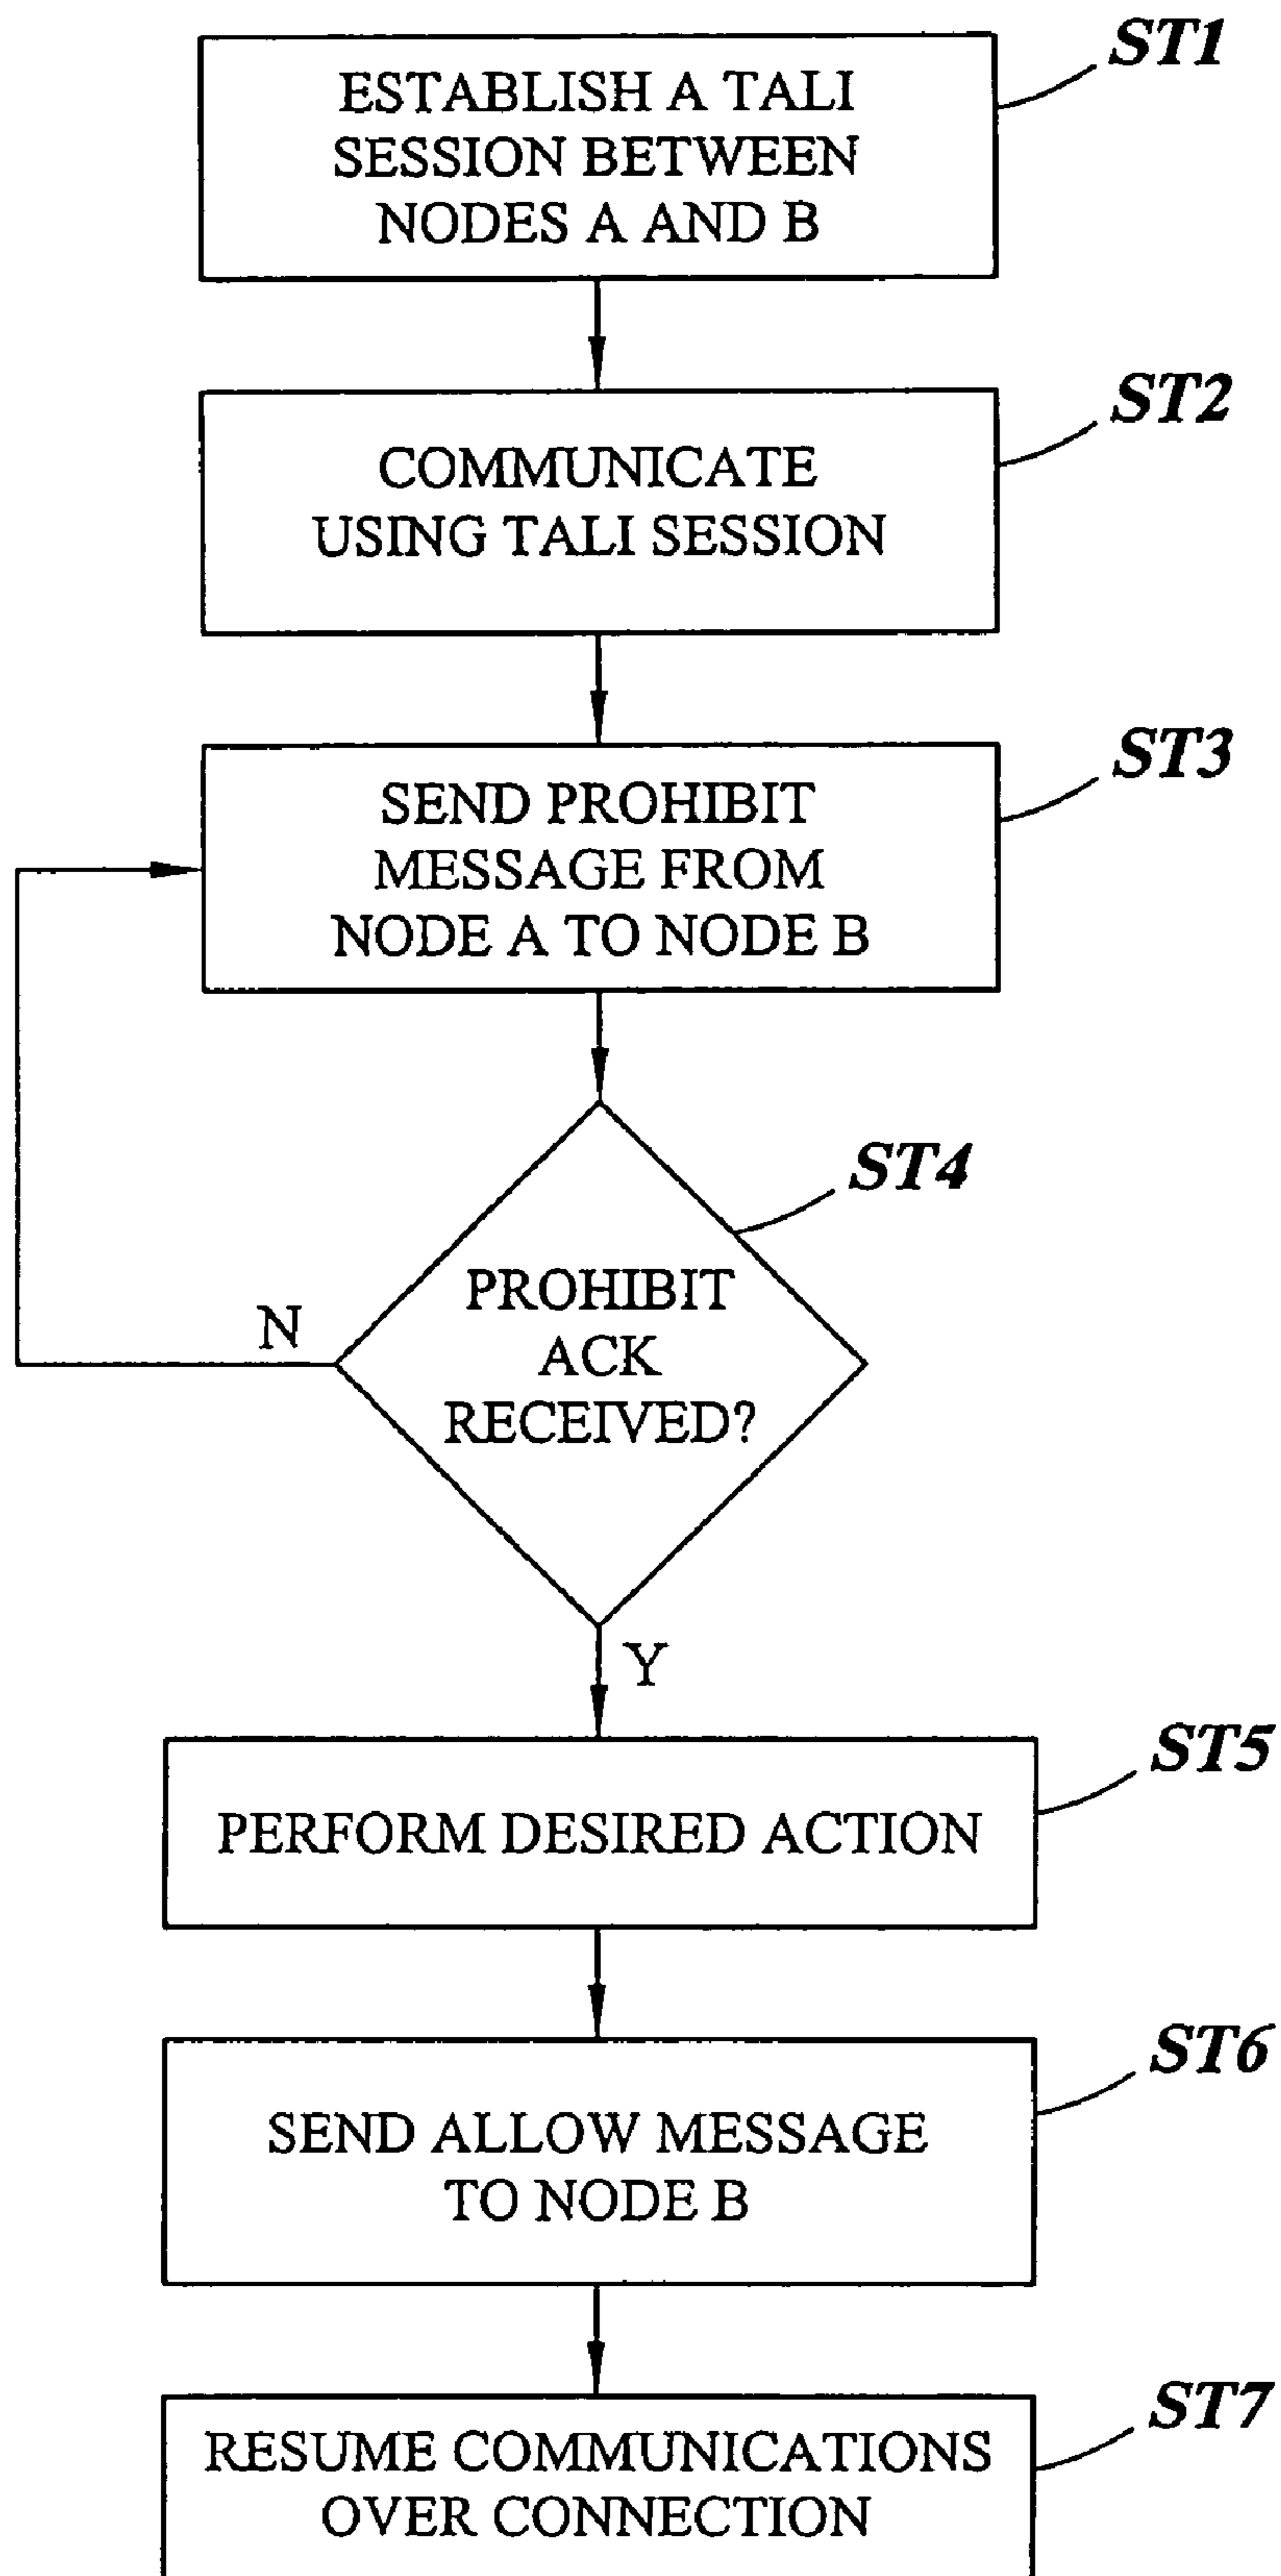 ST1
ESTABLISH A TALI
SESSION BETWEEN
NODES A AND B
ST2
COMMUNICATE
USING TALI SESSION
ST3
SEND PROHIBIT
MESSAGE FROM
NODE A TO NODE B
ST4
PROHIBIT
ACK
RECEIVED?
N
Y
ST5
PERFORM DESIRED ACTION
ST6
SEND ALLOW MESSAGE
TO NODE B
ST7
RESUME COMMUNICATIONS
OVER CONNECTION